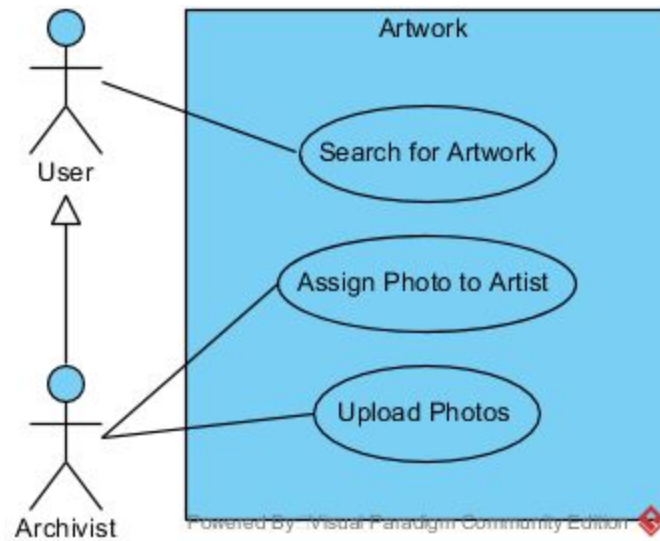 Artwork
Search for Artwork
User
Assign Photo to Artist
Upload Photos
Archivist
Powered By Visual Paradigm Community Edition